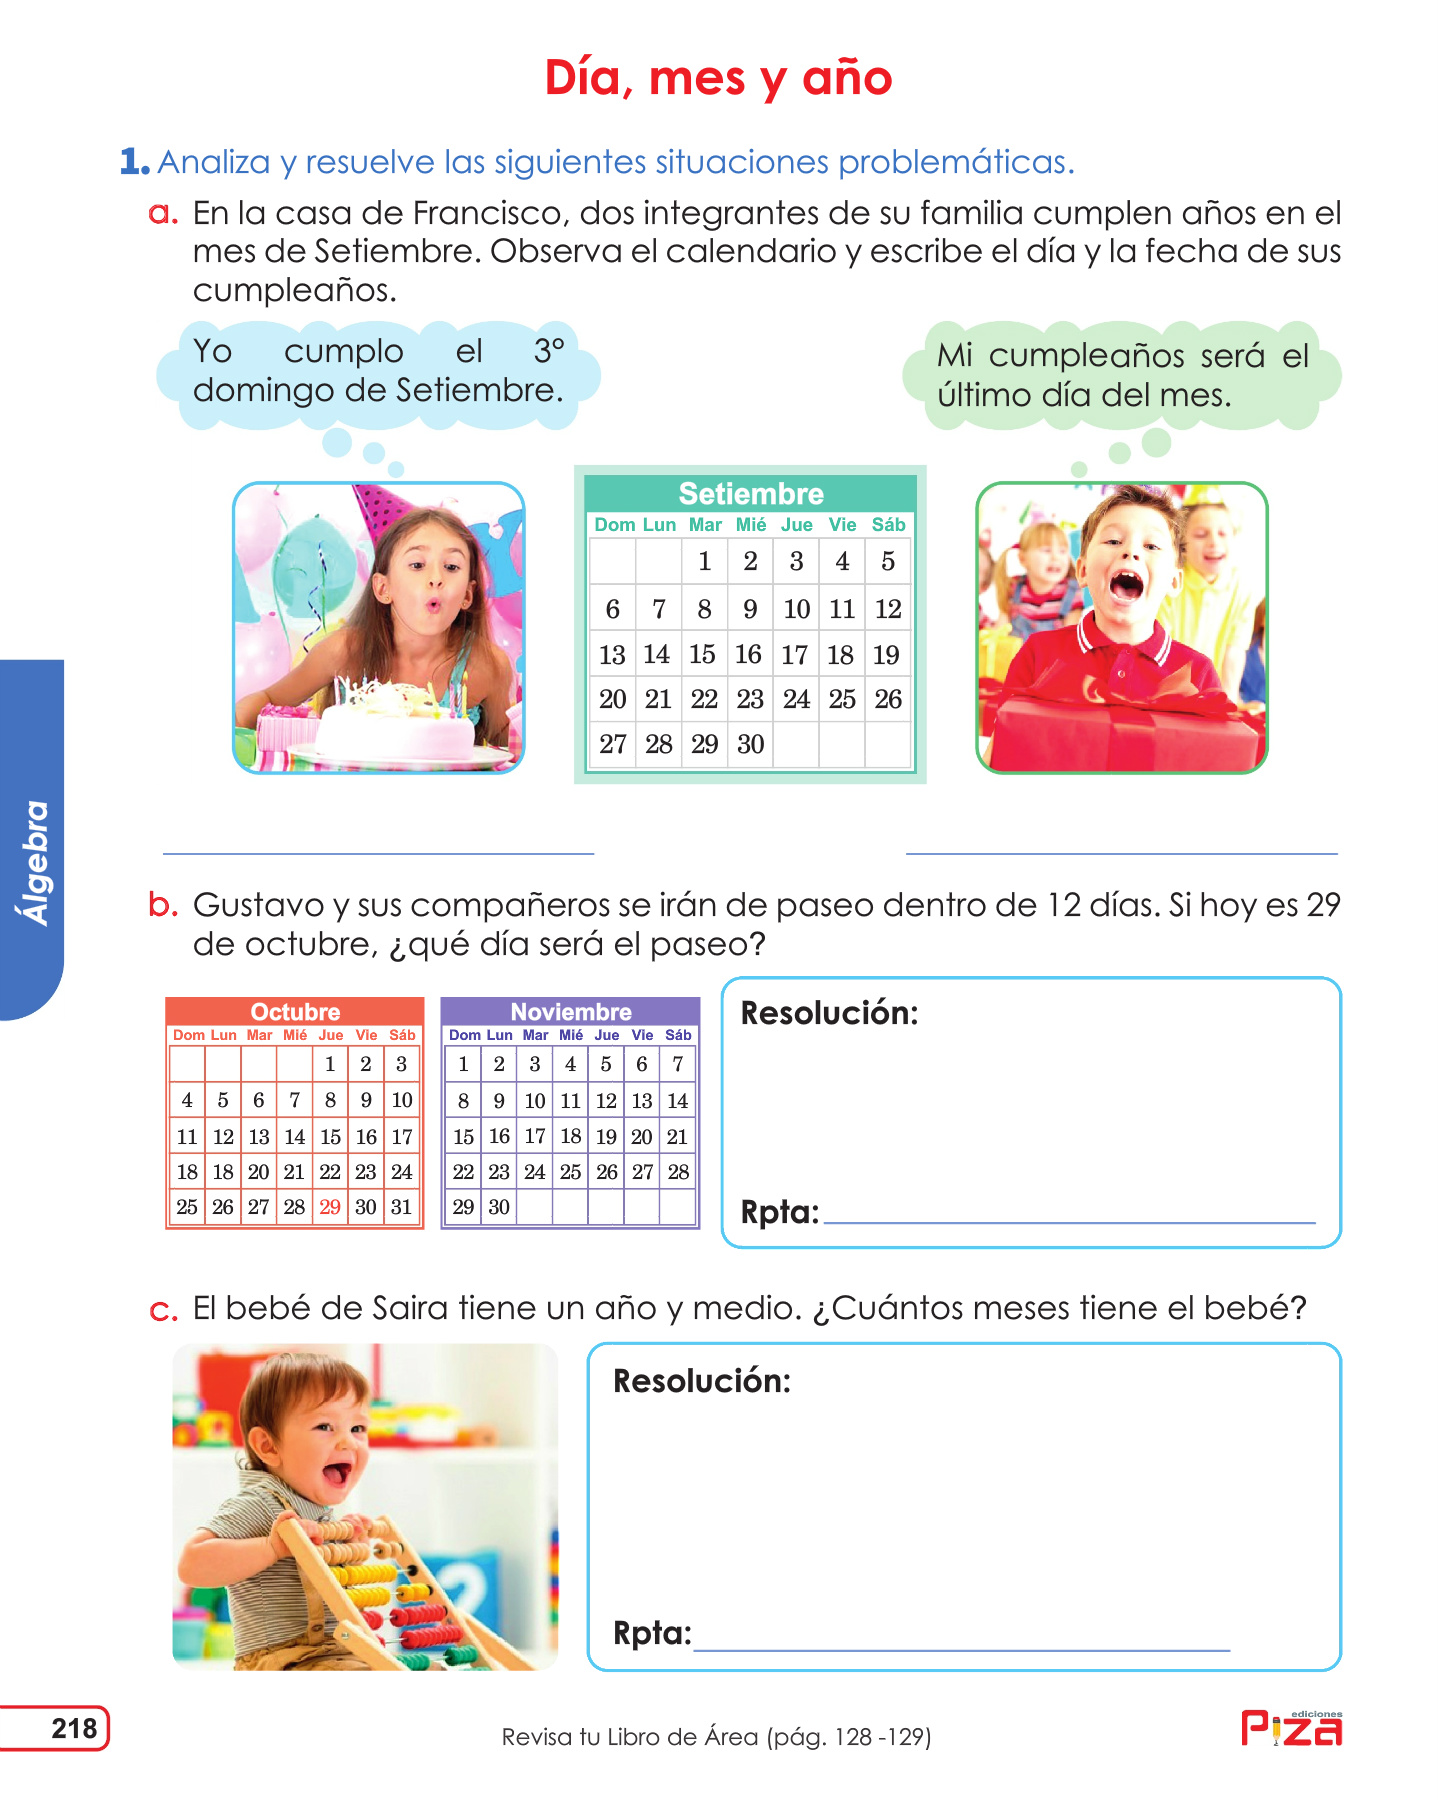 Día, mes y año
1. Analiza y resuelve las siguientes situaciones problemáticas.
a. En la casa de Francisco, dos integrantes de su familia cumplen años en el
mes de Setiembre. Observa el calendario y escribe el día y la fecha de sus
cumpleaños.
Yo cumplo el 3°
domingo de Setiembre.
Mi cumpleaños será el
último día del mes.
Setiembre
Dom Lun Mar Mié Jue Vie Sáb
1 2 3 4 5
6 7 8 9 10 11 12
13 14 15 16 17 18 19
20 21 22 23 24 25 26
27 28 29 30
Álgebra
b. Gustavo y sus compañeros se irán de paseo dentro de 12 días. Si hoy es 29
de octubre, ¿qué día será el paseo?
Octubre
Dom Lun Mar Mié Jue Vie Sáb
1 2 3
4 5 6 7 8 9 10
11 12 13 14 15 16 17
18 18 20 21 22 23 24
25 26 27 28 29 30 31
Noviembre
Dom Lun Mar Mié Jue Vie Sáb
1 2 3 4 5 6 7
8 9 10 11 12 13 14
15 16 17 18 19 20 21
22 23 24 25 26 27 28
29 30
Resolución:
Rpta:
c. El bebé de Saira tiene un año y medio. ¿Cuántos meses tiene el bebé?
2
Resolución:
Rpta:
218
Revisa tu Libro de Área (pág. 128 -129)
ediciones
Piza